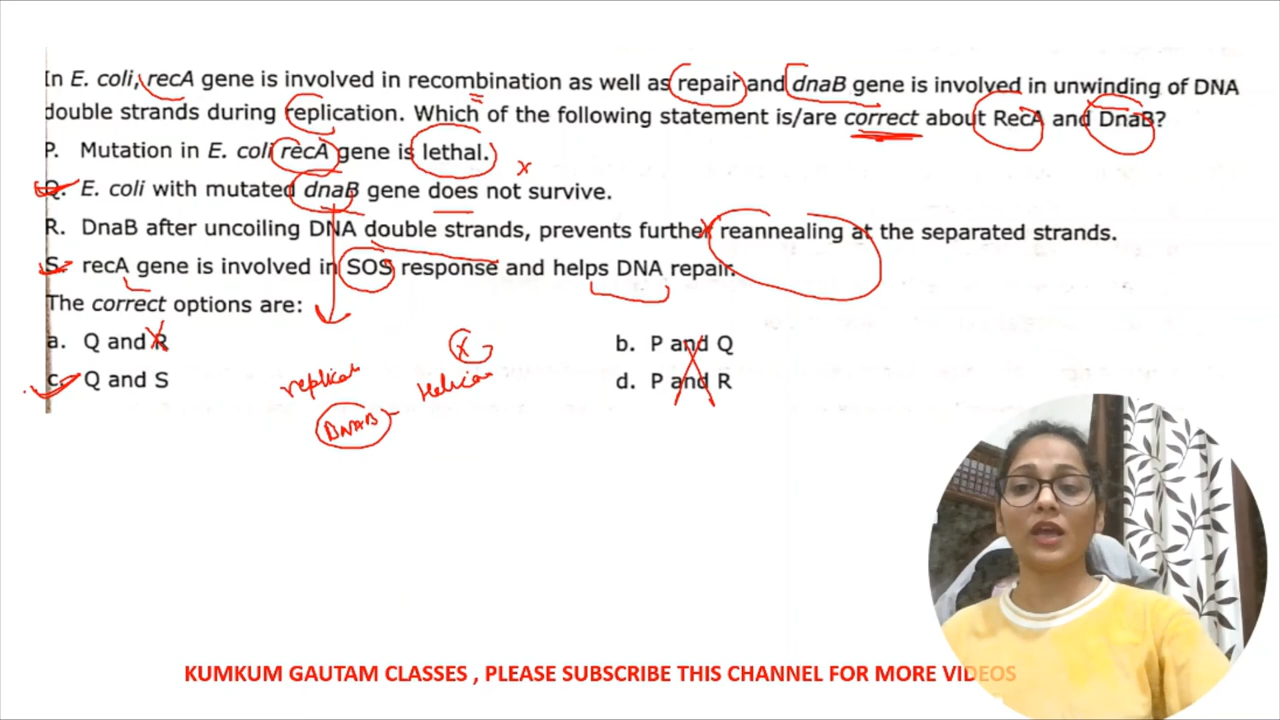 In E. coli, recA gene is involved in recombination as well as repair and dnaB gene is involved in unwinding of DNA
double strands during replication. Which of the following statement is/are correct about RecA and DnaB?
P. Mutation in E. coli recA gene is lethal.
Q. E. coli with mutated dnaB gene does not survive.
R. DnaB after uncoiling DNA double strands, prevents further reannealing at the separated strands.
S. recA gene is involved in SOS response and helps DNA repair.
The correct options are:
a. Q and R
b. P and Q
c. Q and S
d. P and R
DNAB
KUMKUM GAUTAM CLASSES , PLEASE SUBSCRIBE THIS CHANNEL FOR MORE VIDEOS